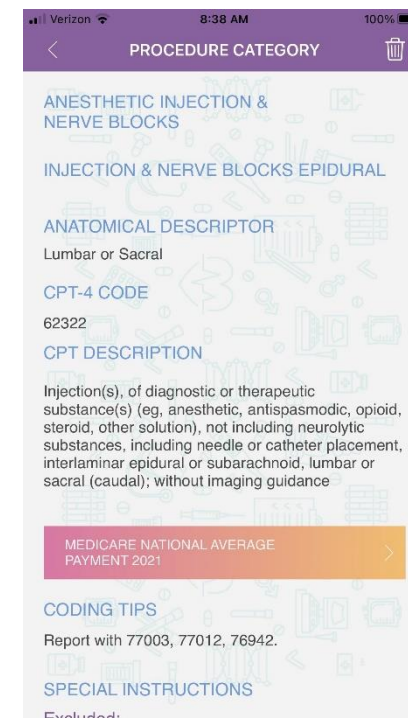 Verizon 8:38 AM 100%
PROCEDURE CATEGORY
ANESTHETIC INJECTION &
NERVE BLOCKS
INJECTION & NERVE BLOCKS EPIDURAL
ANATOMICAL DESCRIPTOR
Lumbar or Sacral
CPT-4 CODE
62322
CPT DESCRIPTION
Injection(s), of diagnostic or therapeutic
substance(s) (eg, anesthetic, antispasmodic, opioid,
steroid, other solution), not including neurolytic
substances, including needle or catheter placement,
interlaminar epidural or subarachnoid, lumbar or
sacral (caudal); without imaging guidance
MEDICARE NATIONAL AVERAGE
PAYMENT 2021
CODING TIPS
Report with 77003, 77012, 76942.
SPECIAL INSTRUCTIONS
Excluded: